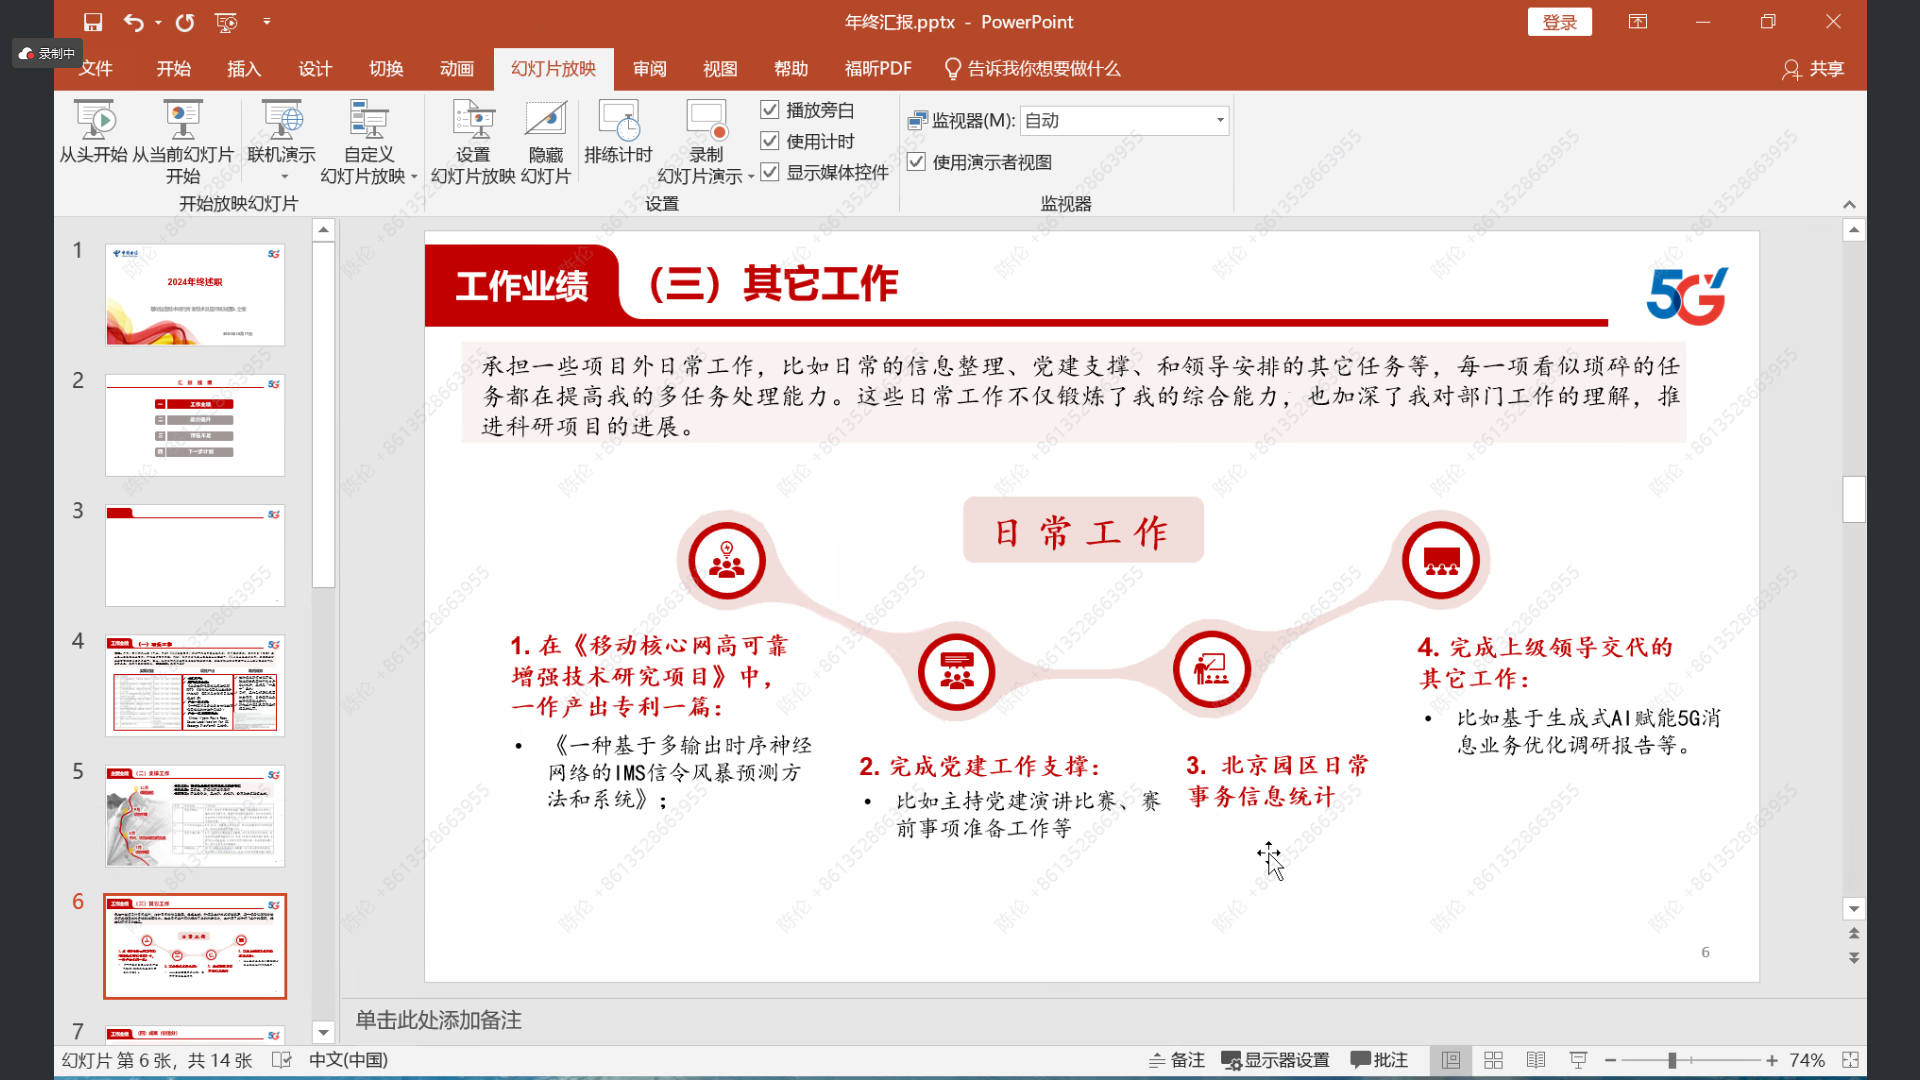 年终汇报.pptx - PowerPoint
登录
录制中
文件 开始 插入 设计 切换 动画 幻灯片放映 审阅 视图 帮助 福昕PDF 告诉我你想要做什么 共享
从头开始 从当前幻灯片开始 联机演示 自定义幻灯片放映 设置幻灯片放映 隐藏幻灯片 排练计时 录制幻灯片演示
播放旁白
使用计时
显示媒体控件
监视器(M): 自动
使用演示者视图
开始放映幻灯片 设置 监视器
1
2024年终述职
2
汇报提纲
一 工作业绩
二
三
四 下一步计划
3
4
5
6
7
工作业绩 （三）其它工作
5G
承担一些项目外日常工作，比如日常的信息整理、党建支撑、和领导安排的其它任务等，每一项看似琐碎的任
务都在提高我的多任务处理能力。这些日常工作不仅锻炼了我的综合能力，也加深了我对部门工作的理解，推
进科研项目的进展。
日常工作
1. 在《移动核心网高可靠
增强技术研究项目》中，
一作产出专利一篇：
• 《一种基于多输出时序神经
网络的IMS信令风暴预测方
法和系统》；
2. 完成党建工作支撑：
• 比如主持党建演讲比赛、赛
前事项准备工作等
3. 北京园区日常
事务信息统计
4. 完成上级领导交代的
其它工作：
• 比如基于生成式AI赋能5G消
息业务优化调研报告等。
6
陈伦 +8613528663955
单击此处添加备注
幻灯片 第 6 张，共 14 张 中文(中国) 备注 显示器设置 批注 74%